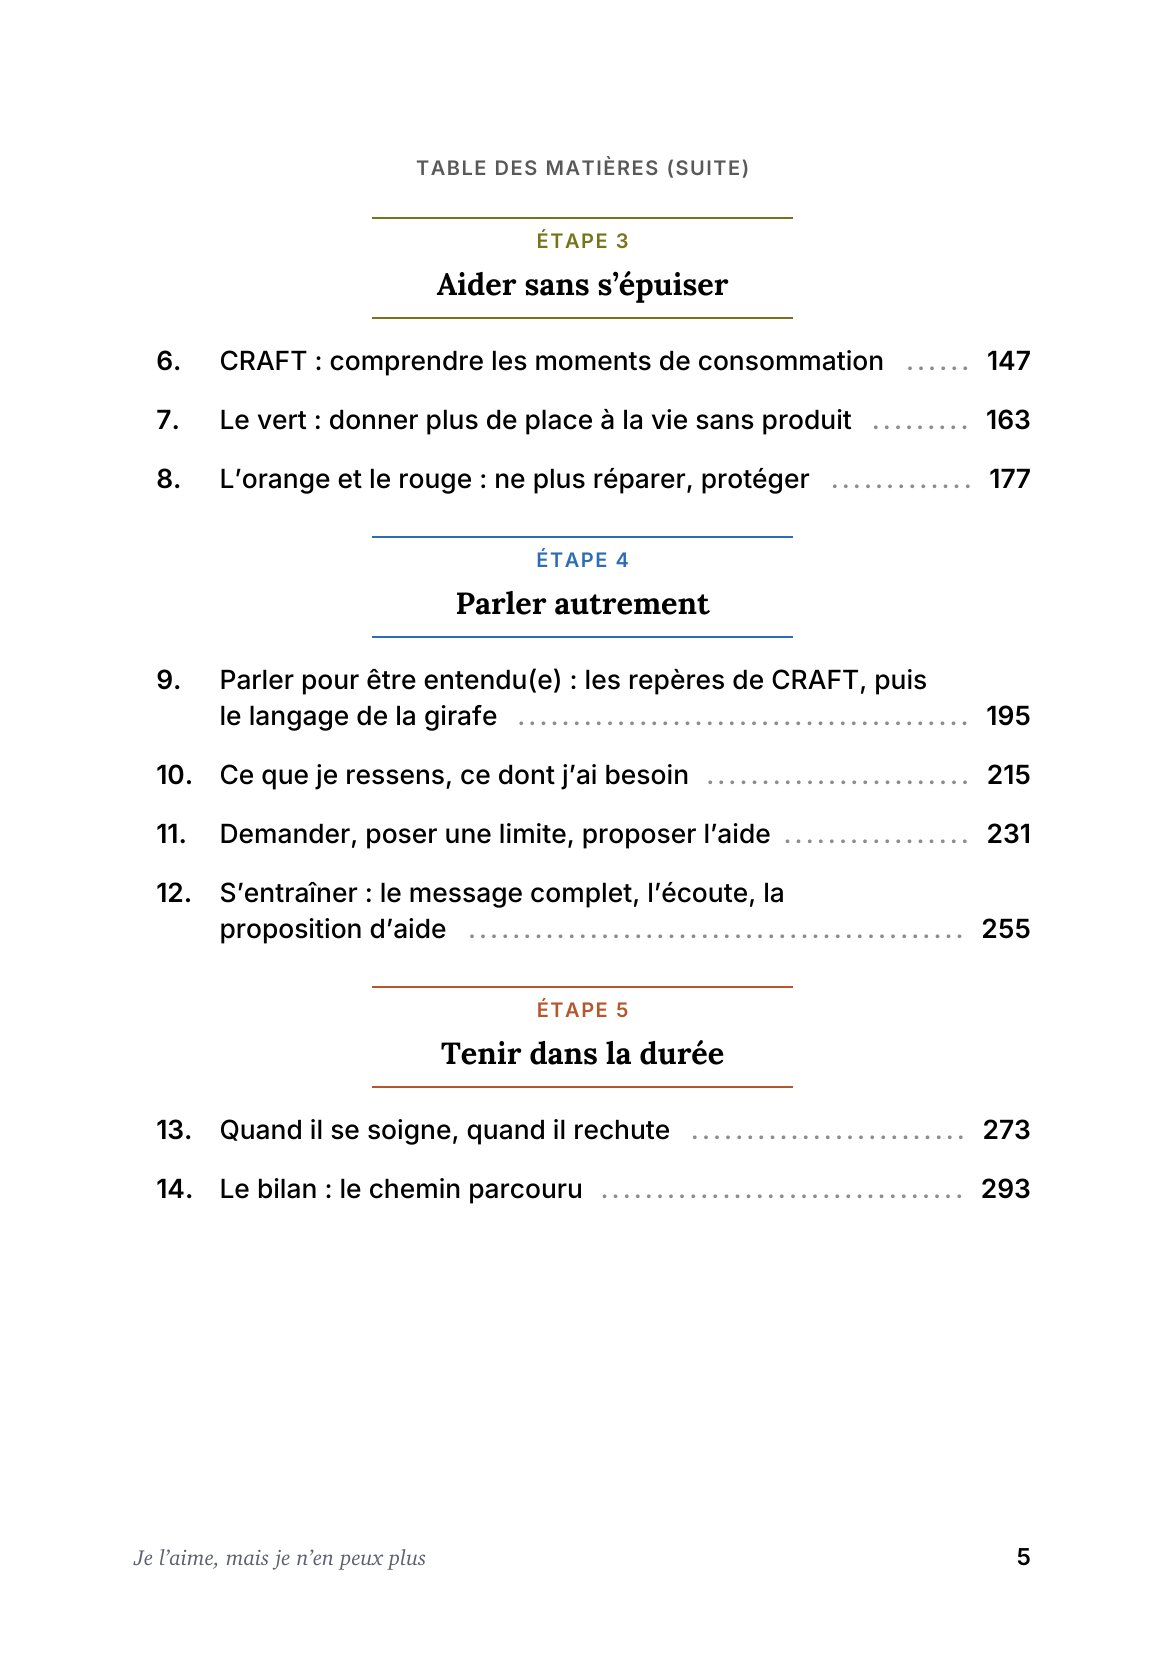 TABLE DES MATIÈRES (SUITE)
ÉTAPE 3
Aider sans s’épuiser
6. CRAFT : comprendre les moments de consommation ...... 147
7. Le vert : donner plus de place à la vie sans produit ......... 163
8. L’orange et le rouge : ne plus réparer, protéger ............. 177
ÉTAPE 4
Parler autrement
9. Parler pour être entendu(e) : les repères de CRAFT, puis
le langage de la girafe ......................................... 195
10. Ce que je ressens, ce dont j’ai besoin ........................ 215
11. Demander, poser une limite, proposer l’aide ................. 231
12. S’entraîner : le message complet, l’écoute, la
proposition d’aide ............................................. 255
ÉTAPE 5
Tenir dans la durée
13. Quand il se soigne, quand il rechute ......................... 273
14. Le bilan : le chemin parcouru ................................. 293
Je l’aime, mais je n’en peux plus 5